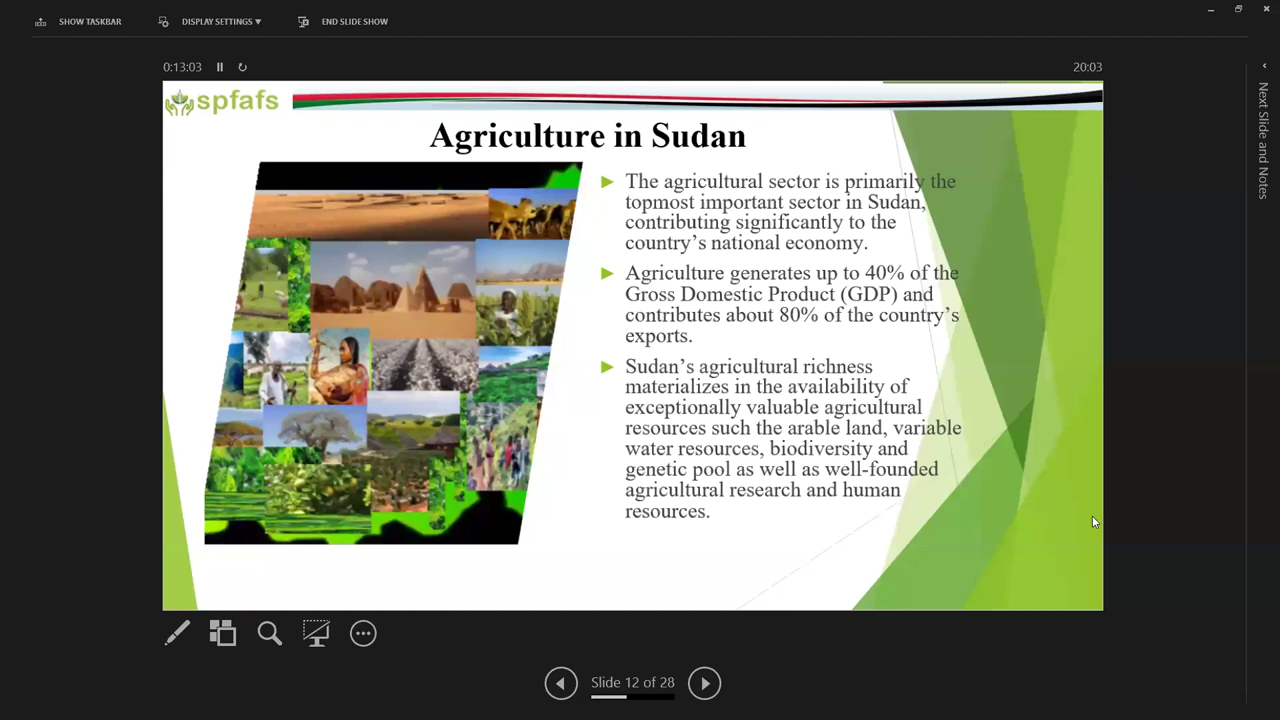 SHOW TASKBAR
DISPLAY SETTINGS ▼
END SLIDE SHOW
0:13:03
20:03
spfafs
Agriculture in Sudan
The agricultural sector is primarily the
topmost important sector in Sudan,
contributing significantly to the
country’s national economy.
Agriculture generates up to 40% of the
Gross Domestic Product (GDP) and
contributes about 80% of the country’s
exports.
Sudan’s agricultural richness
materializes in the availability of
exceptionally valuable agricultural
resources such the arable land, variable
water resources, biodiversity and
genetic pool as well as well-founded
agricultural research and human
resources.
Slide 12 of 28
Next Slide and Notes